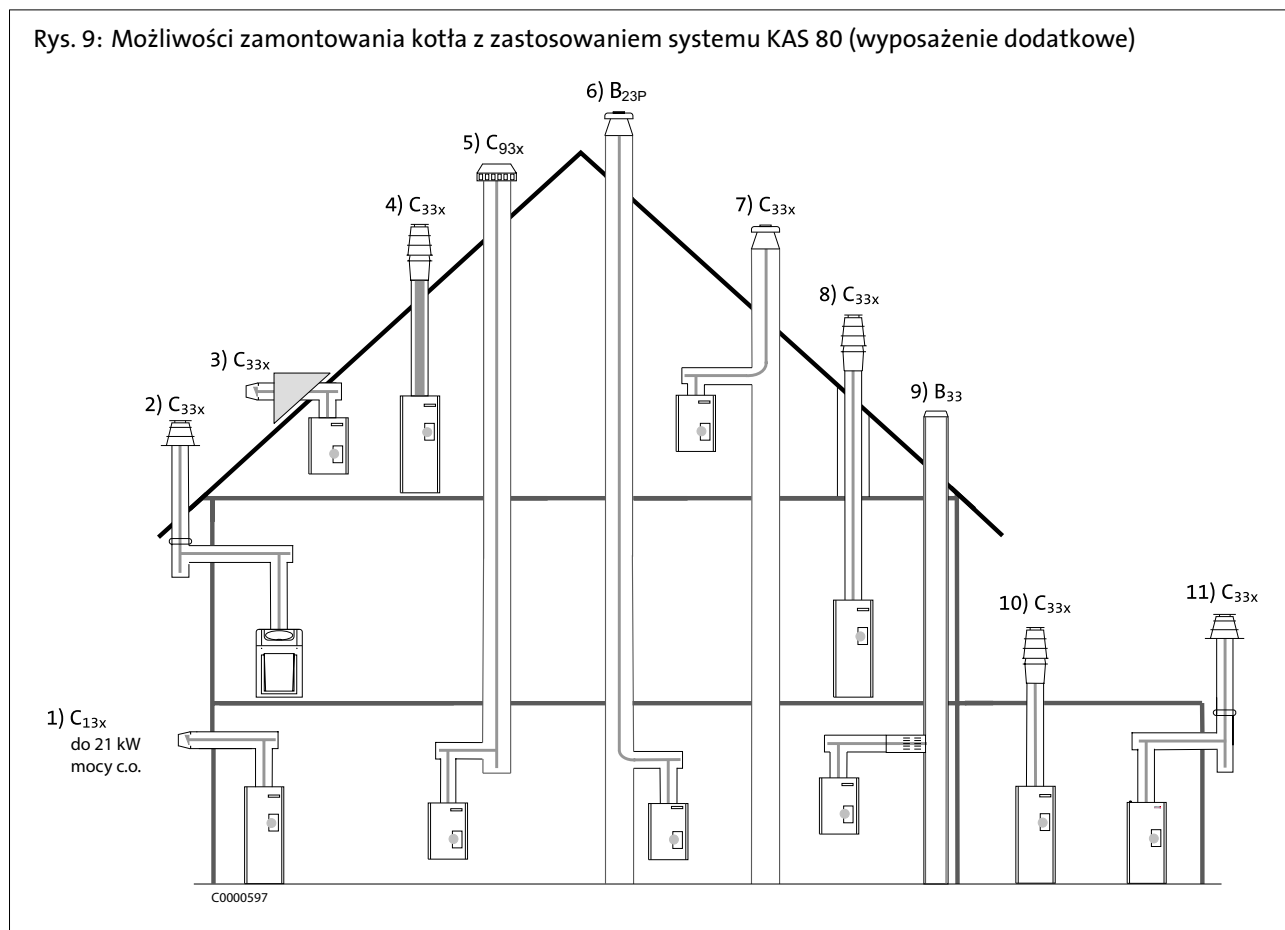 Rys. 9: Możliwości zamontowania kotła z zastosowaniem systemu KAS 80 (wyposażenie dodatkowe)
6) B23P
5) C93x
4) C33x
7) C33x
8) C33x
3) C33x
2) C33x
9) B33
10) C33x
11) C33x
1) C13x
do 21 kW
mocy c.o.
C0000597